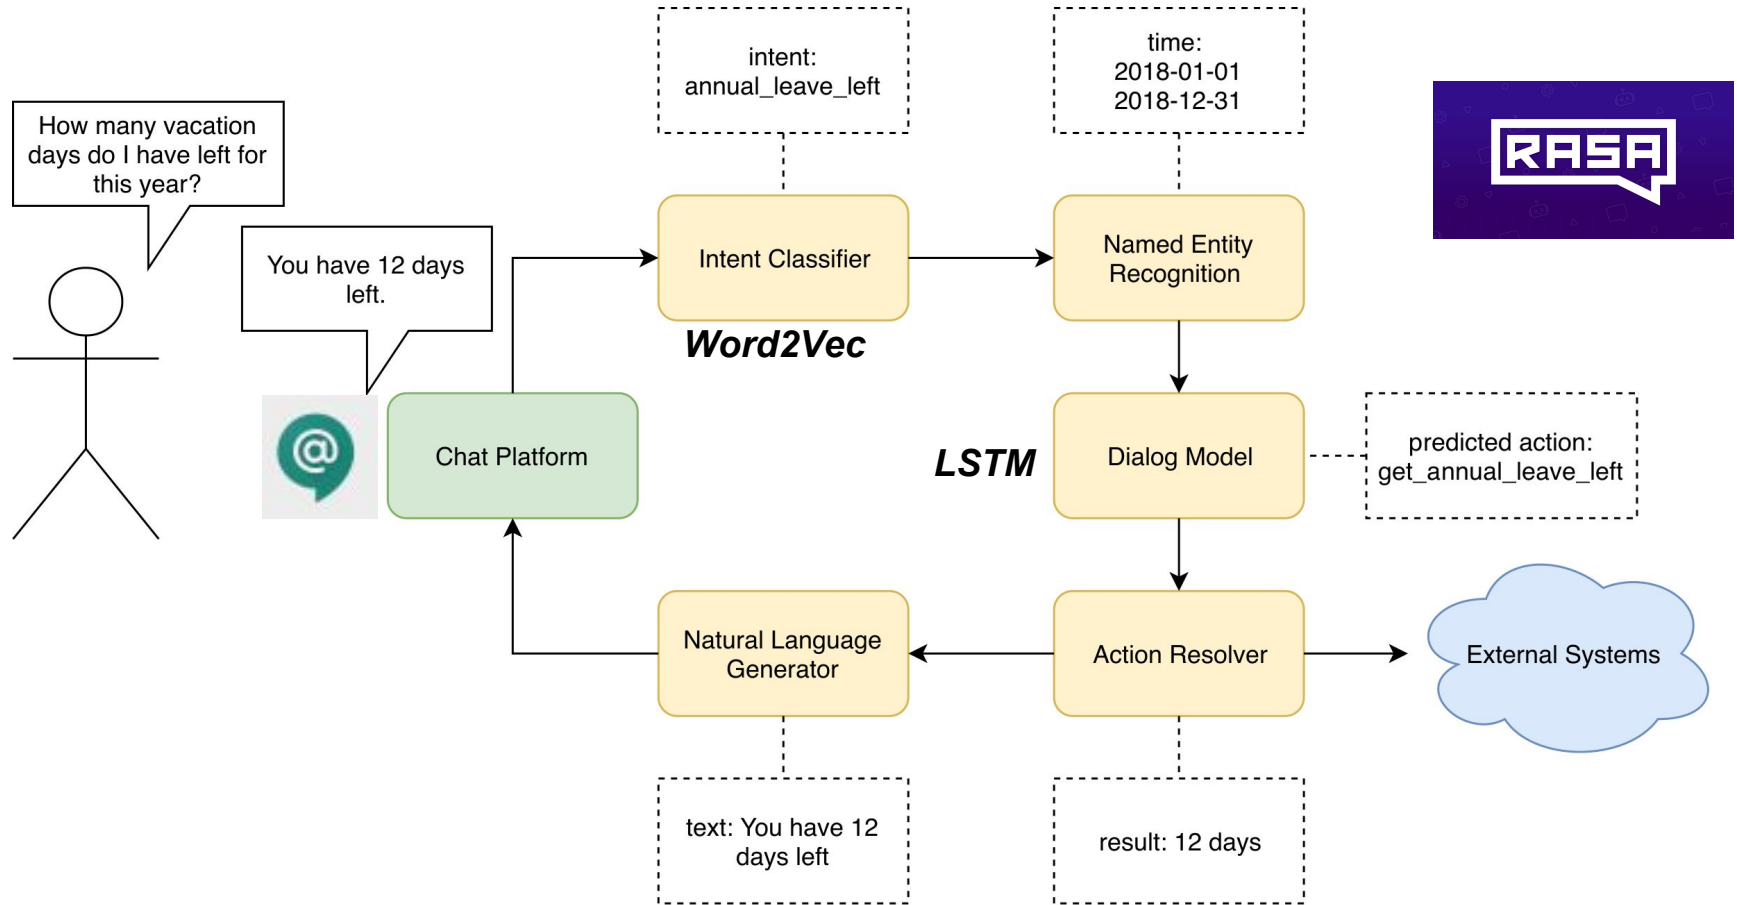 intent:
annual_leave_left
time:
2018-01-01
2018-12-31
How many vacation
days do I have left for
this year?
RASA
You have 12 days
left.
Intent Classifier
Named Entity
Recognition
Word2Vec
@
Chat Platform
LSTM
Dialog Model
predicted action:
get_annual_leave_left
Natural Language
Generator
Action Resolver
External Systems
text: You have 12
days left
result: 12 days